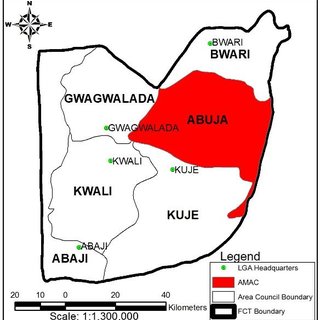 N
W E
S
BWARI
BWARI
GWAGWALADA
ABUJA
GWAGWALADA
KWALI
KUJE
KWALI
KUJE
ABAJI
ABAJI
Legend
LGA Headquarters
AMAC
Area Council Boundary
FCT Boundary
20 10 0 20 40
Kilometers
Scale: 1:1,300,000